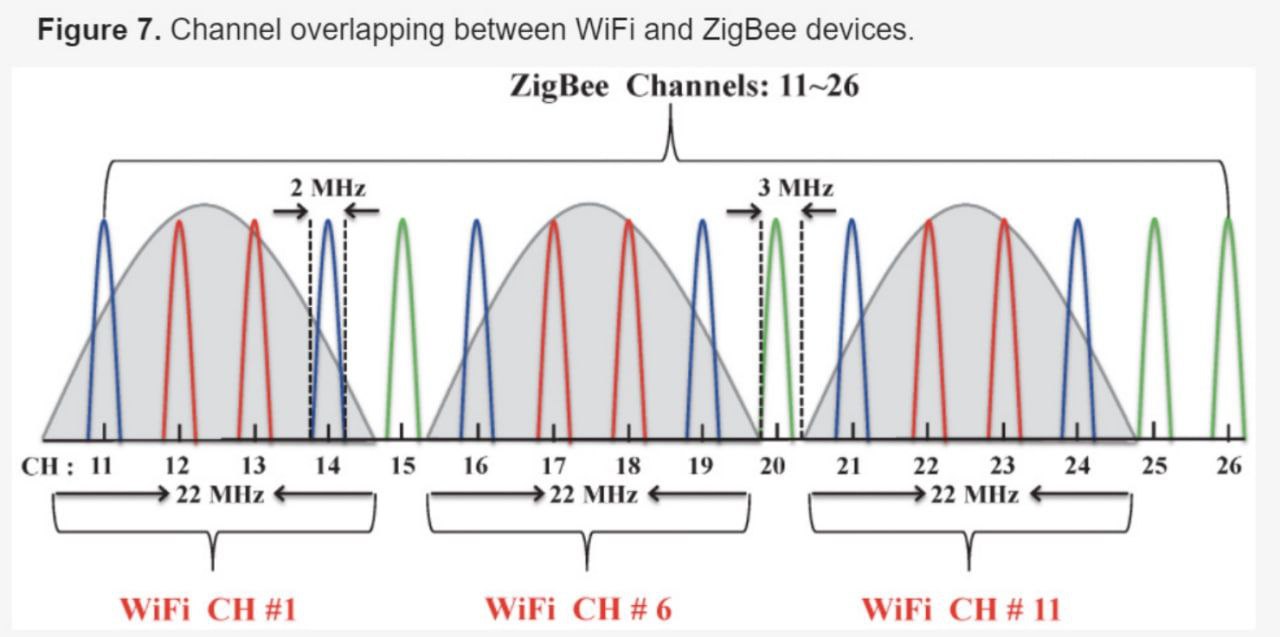 Figure 7. Channel overlapping between WiFi and ZigBee devices.
ZigBee Channels: 11~26
2 MHz
3 MHz
CH : 11 12 13 14 15 16 17 18 19 20 21 22 23 24 25 26
22 MHz 22 MHz 22 MHz
WiFi CH #1 WiFi CH # 6 WiFi CH # 11